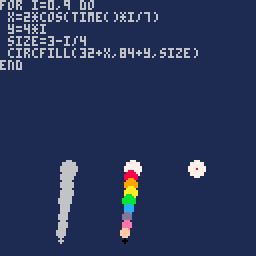 FOR I=0,9 DO
X=2*COS(TIME()*I/7)
Y=4*I
SIZE=3-I/4
CIRCFILL(32+X,84+Y,SIZE)
END